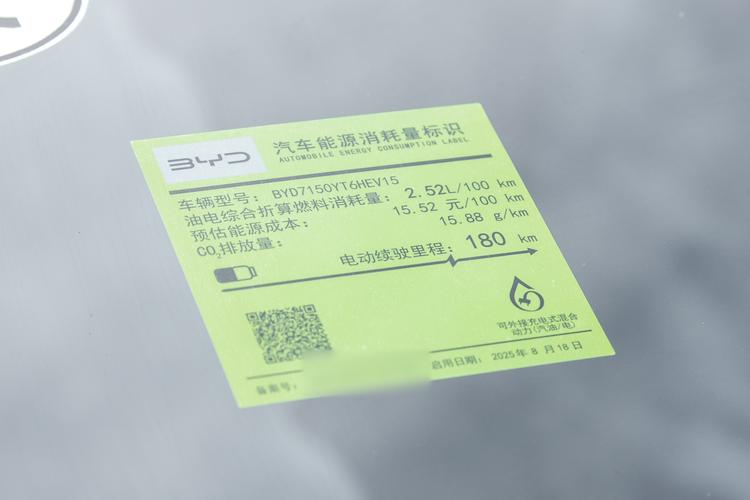 BYD
汽车能源消耗量标识
AUTOMOBILE ENERGY CONSUMPTION LABEL
车辆型号: BYD7150YT6HEV15
油电综合折算燃料消耗量: 2.52L/100 km
预估能源成本: 15.52 元/100 km
CO₂排放量: 15.88 g/km
电动续驶里程: 180 km
可外接充电式混合
动力(汽油/电)
备案号:
启用日期: 2025年 8 月 18 日